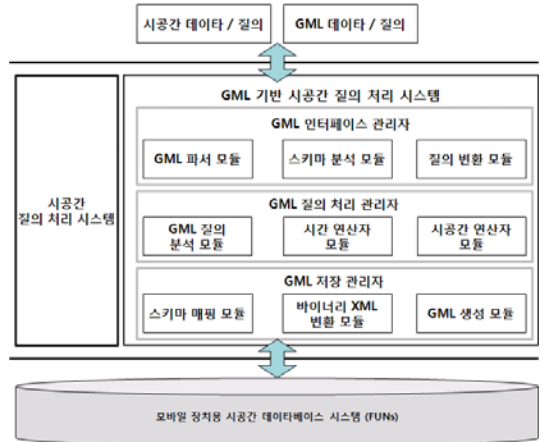 시공간 데이타 / 질의
GML 데이타 / 질의
시공간
질의 처리 시스템
GML 기반 시공간 질의 처리 시스템
GML 인터페이스 관리자
GML 파서 모듈
스키마 분석 모듈
질의 변환 모듈
GML 질의 처리 관리자
GML 질의
분석 모듈
시간 연산자
모듈
시공간 연산자
모듈
GML 저장 관리자
스키마 매핑 모듈
바이너리 XML
변환 모듈
GML 생성 모듈
모바일 장치용 시공간 데이타베이스 시스템 (FUNs)